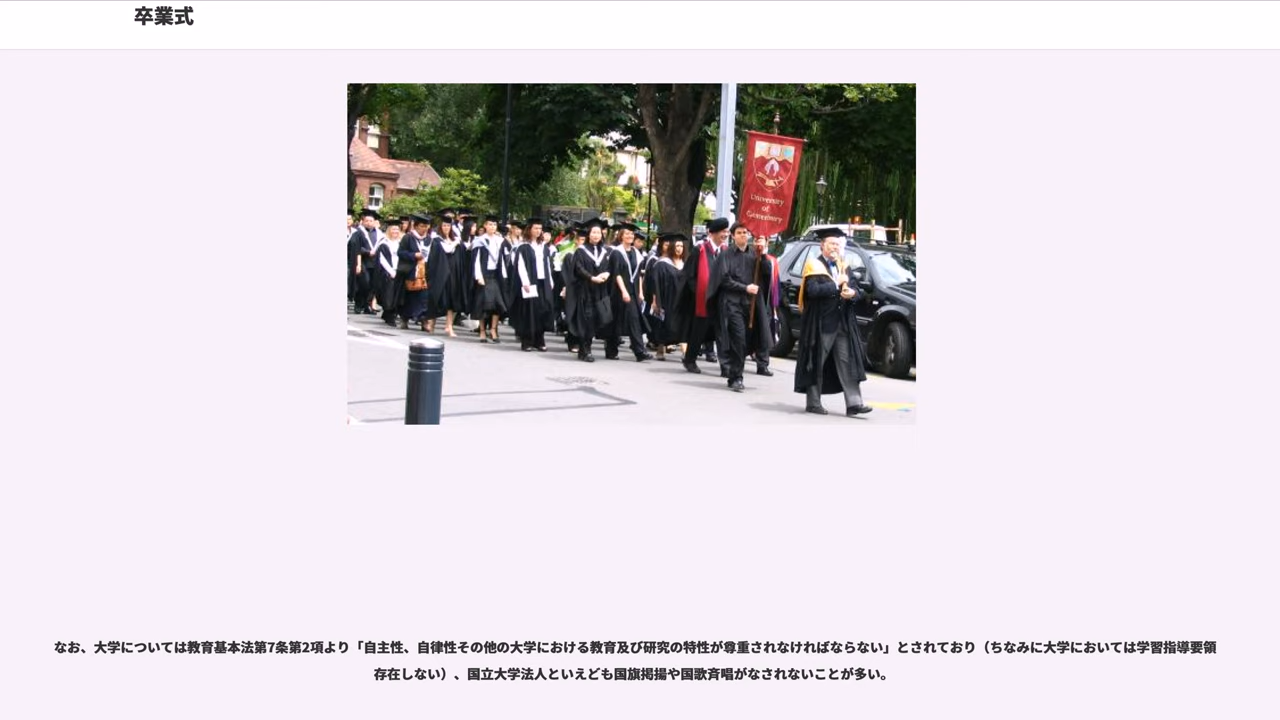 卒業式
University
of
Canterbury
なお、大学については教育基本法第7条第2項より「自主性、自律性その他の大学における教育及び研究の特性が尊重されなければならない」とされており（ちなみに大学においては学習指導要領
存在しない）、国立大学法人といえども国旗掲揚や国歌斉唱がなされないことが多い。